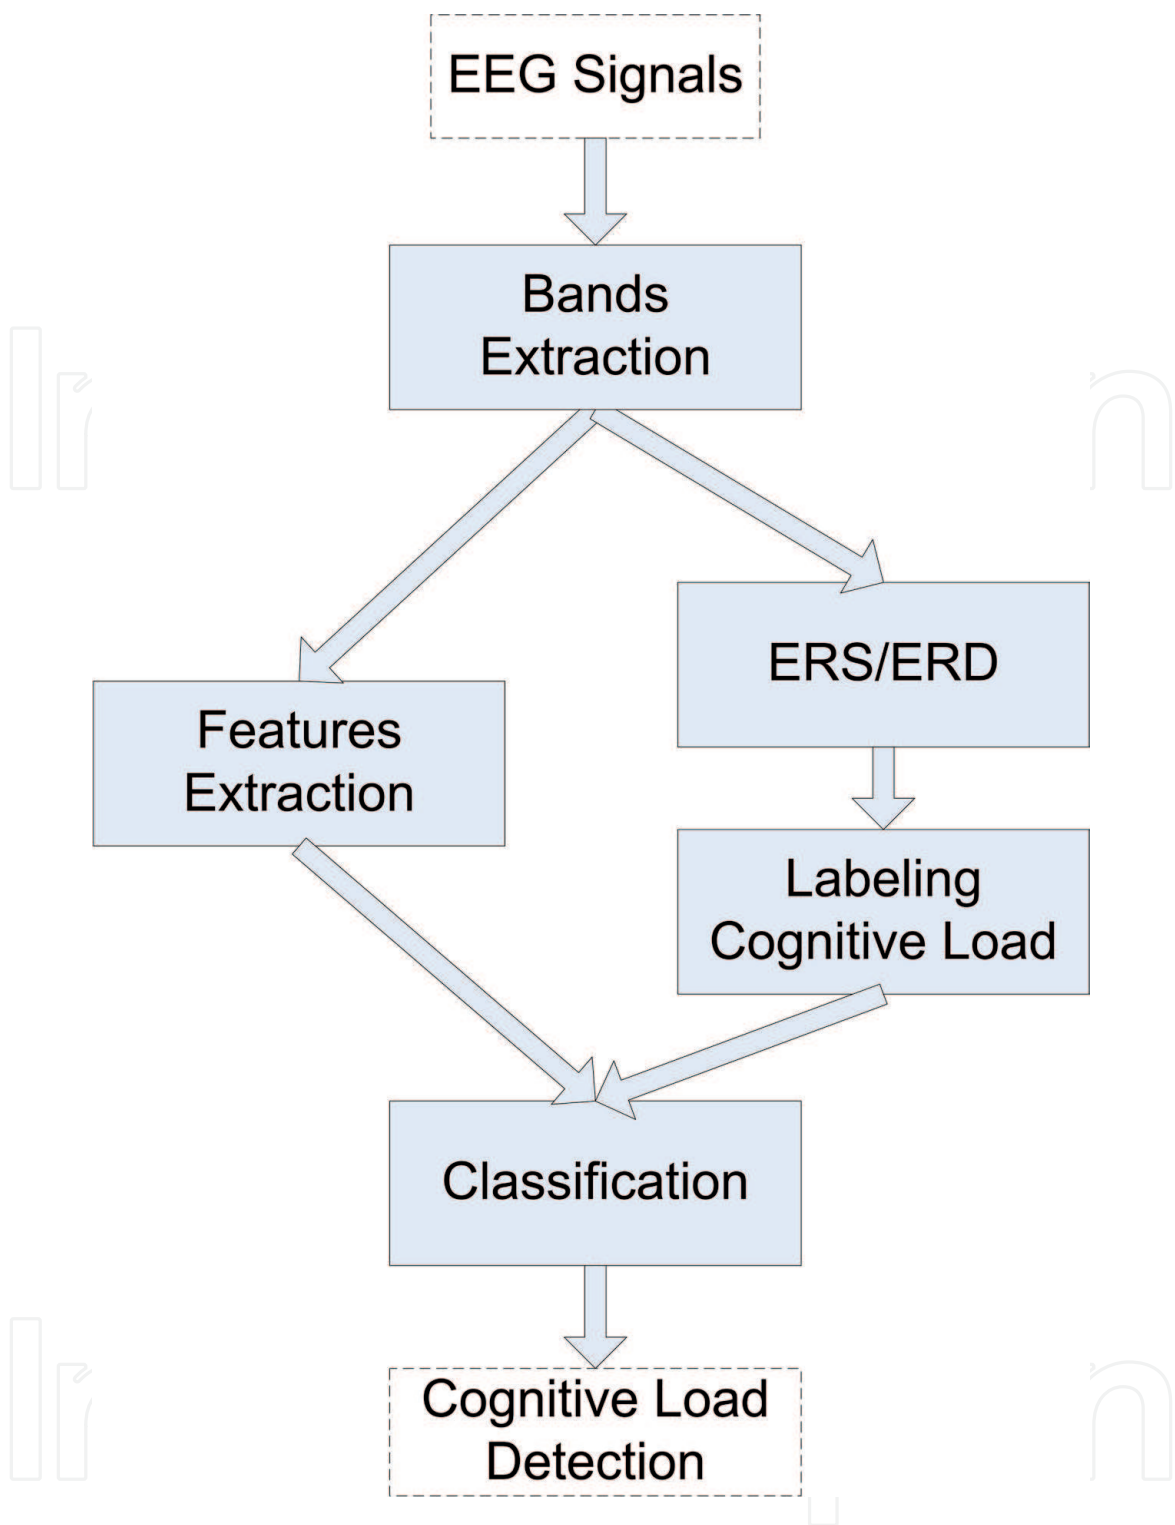 EEG Signals
Bands
Extraction
ERS/ERD
Features
Extraction
Labeling
Cognitive Load
Classification
Cognitive Load
Detection